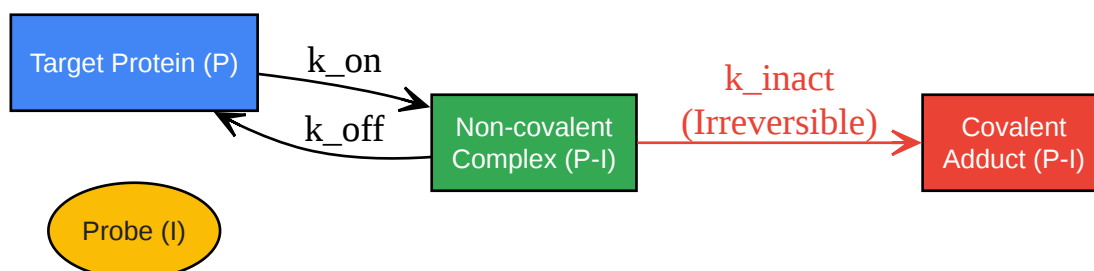 Target Protein (P)
k_on
k_off
Non-covalent
Complex (P-I)
k_inact
(Irreversible)
Covalent
Adduct (P-I)
Probe (I)